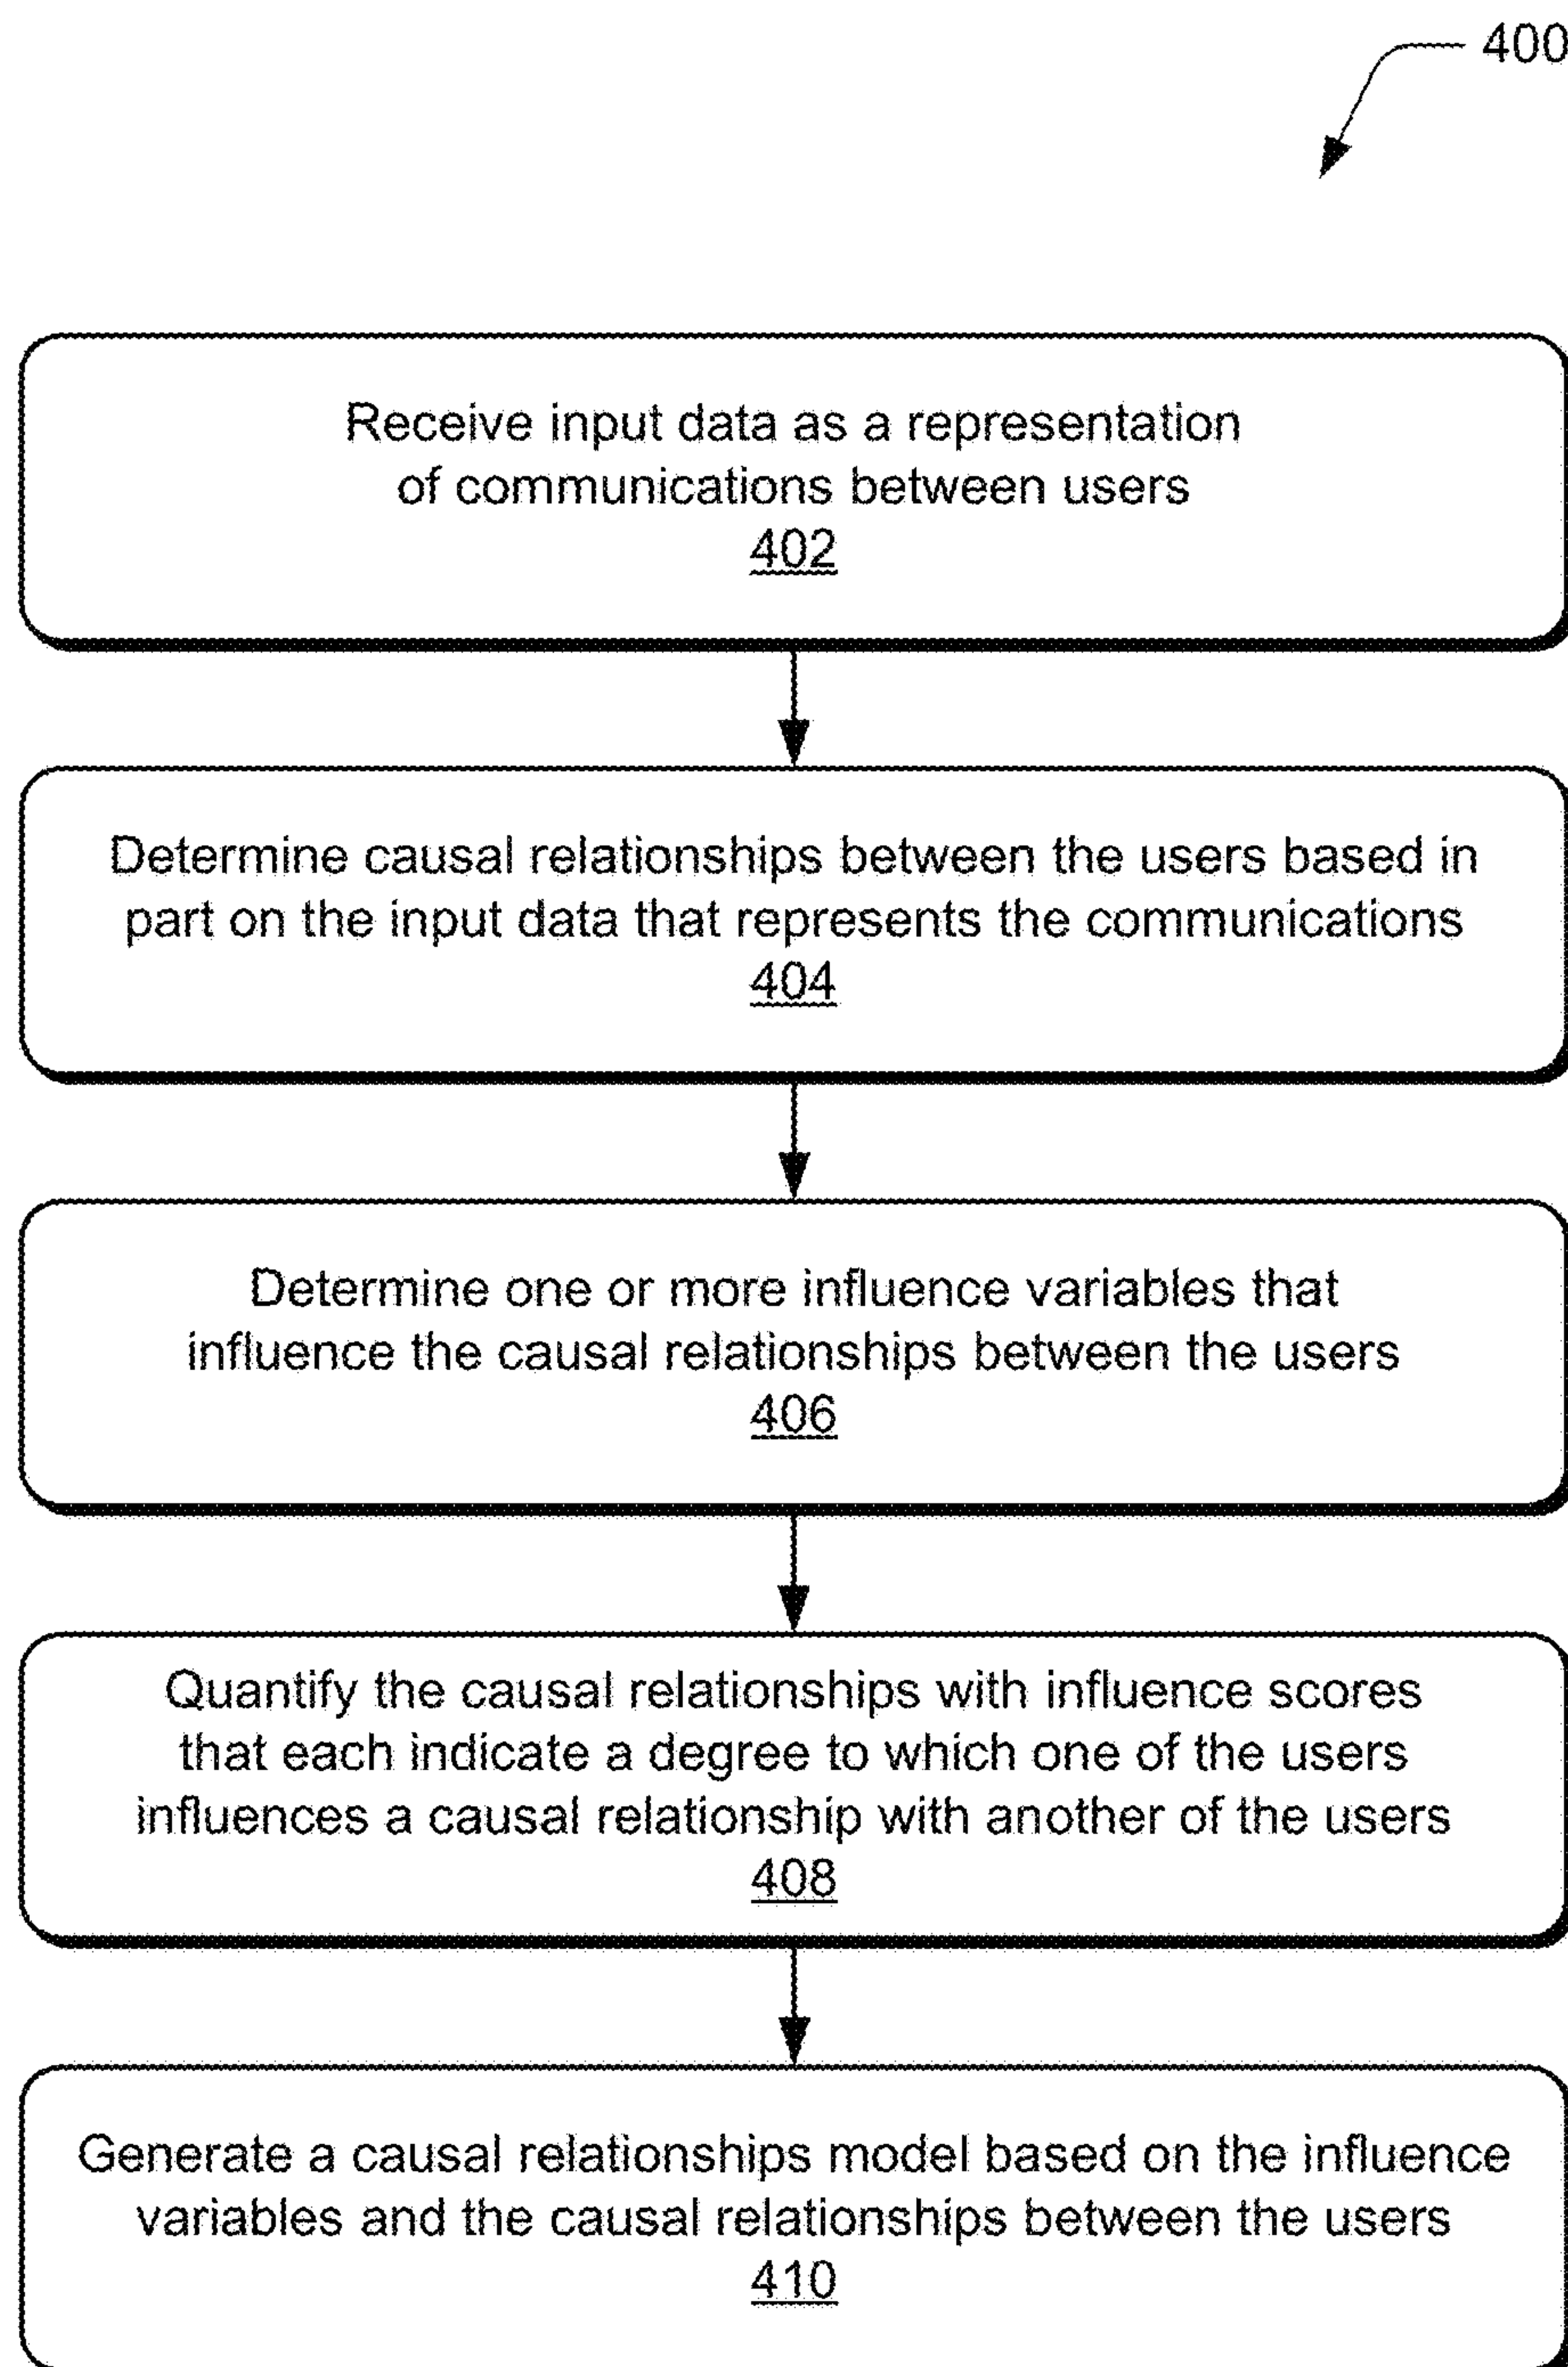 400
Receive input data as a representation
of communications between users
402
Determine causal relationships between the users based in
part on the input data that represents the communications
404
Determine one or more influence variables that
influence the causal relationships between the users
406
Quantify the causal relationships with influence scores
that each indicate a degree to which one of the users
influences a causal relationship with another of the users
408
Generate a causal relationships model based on the influence
variables and the causal relationships between the users
410